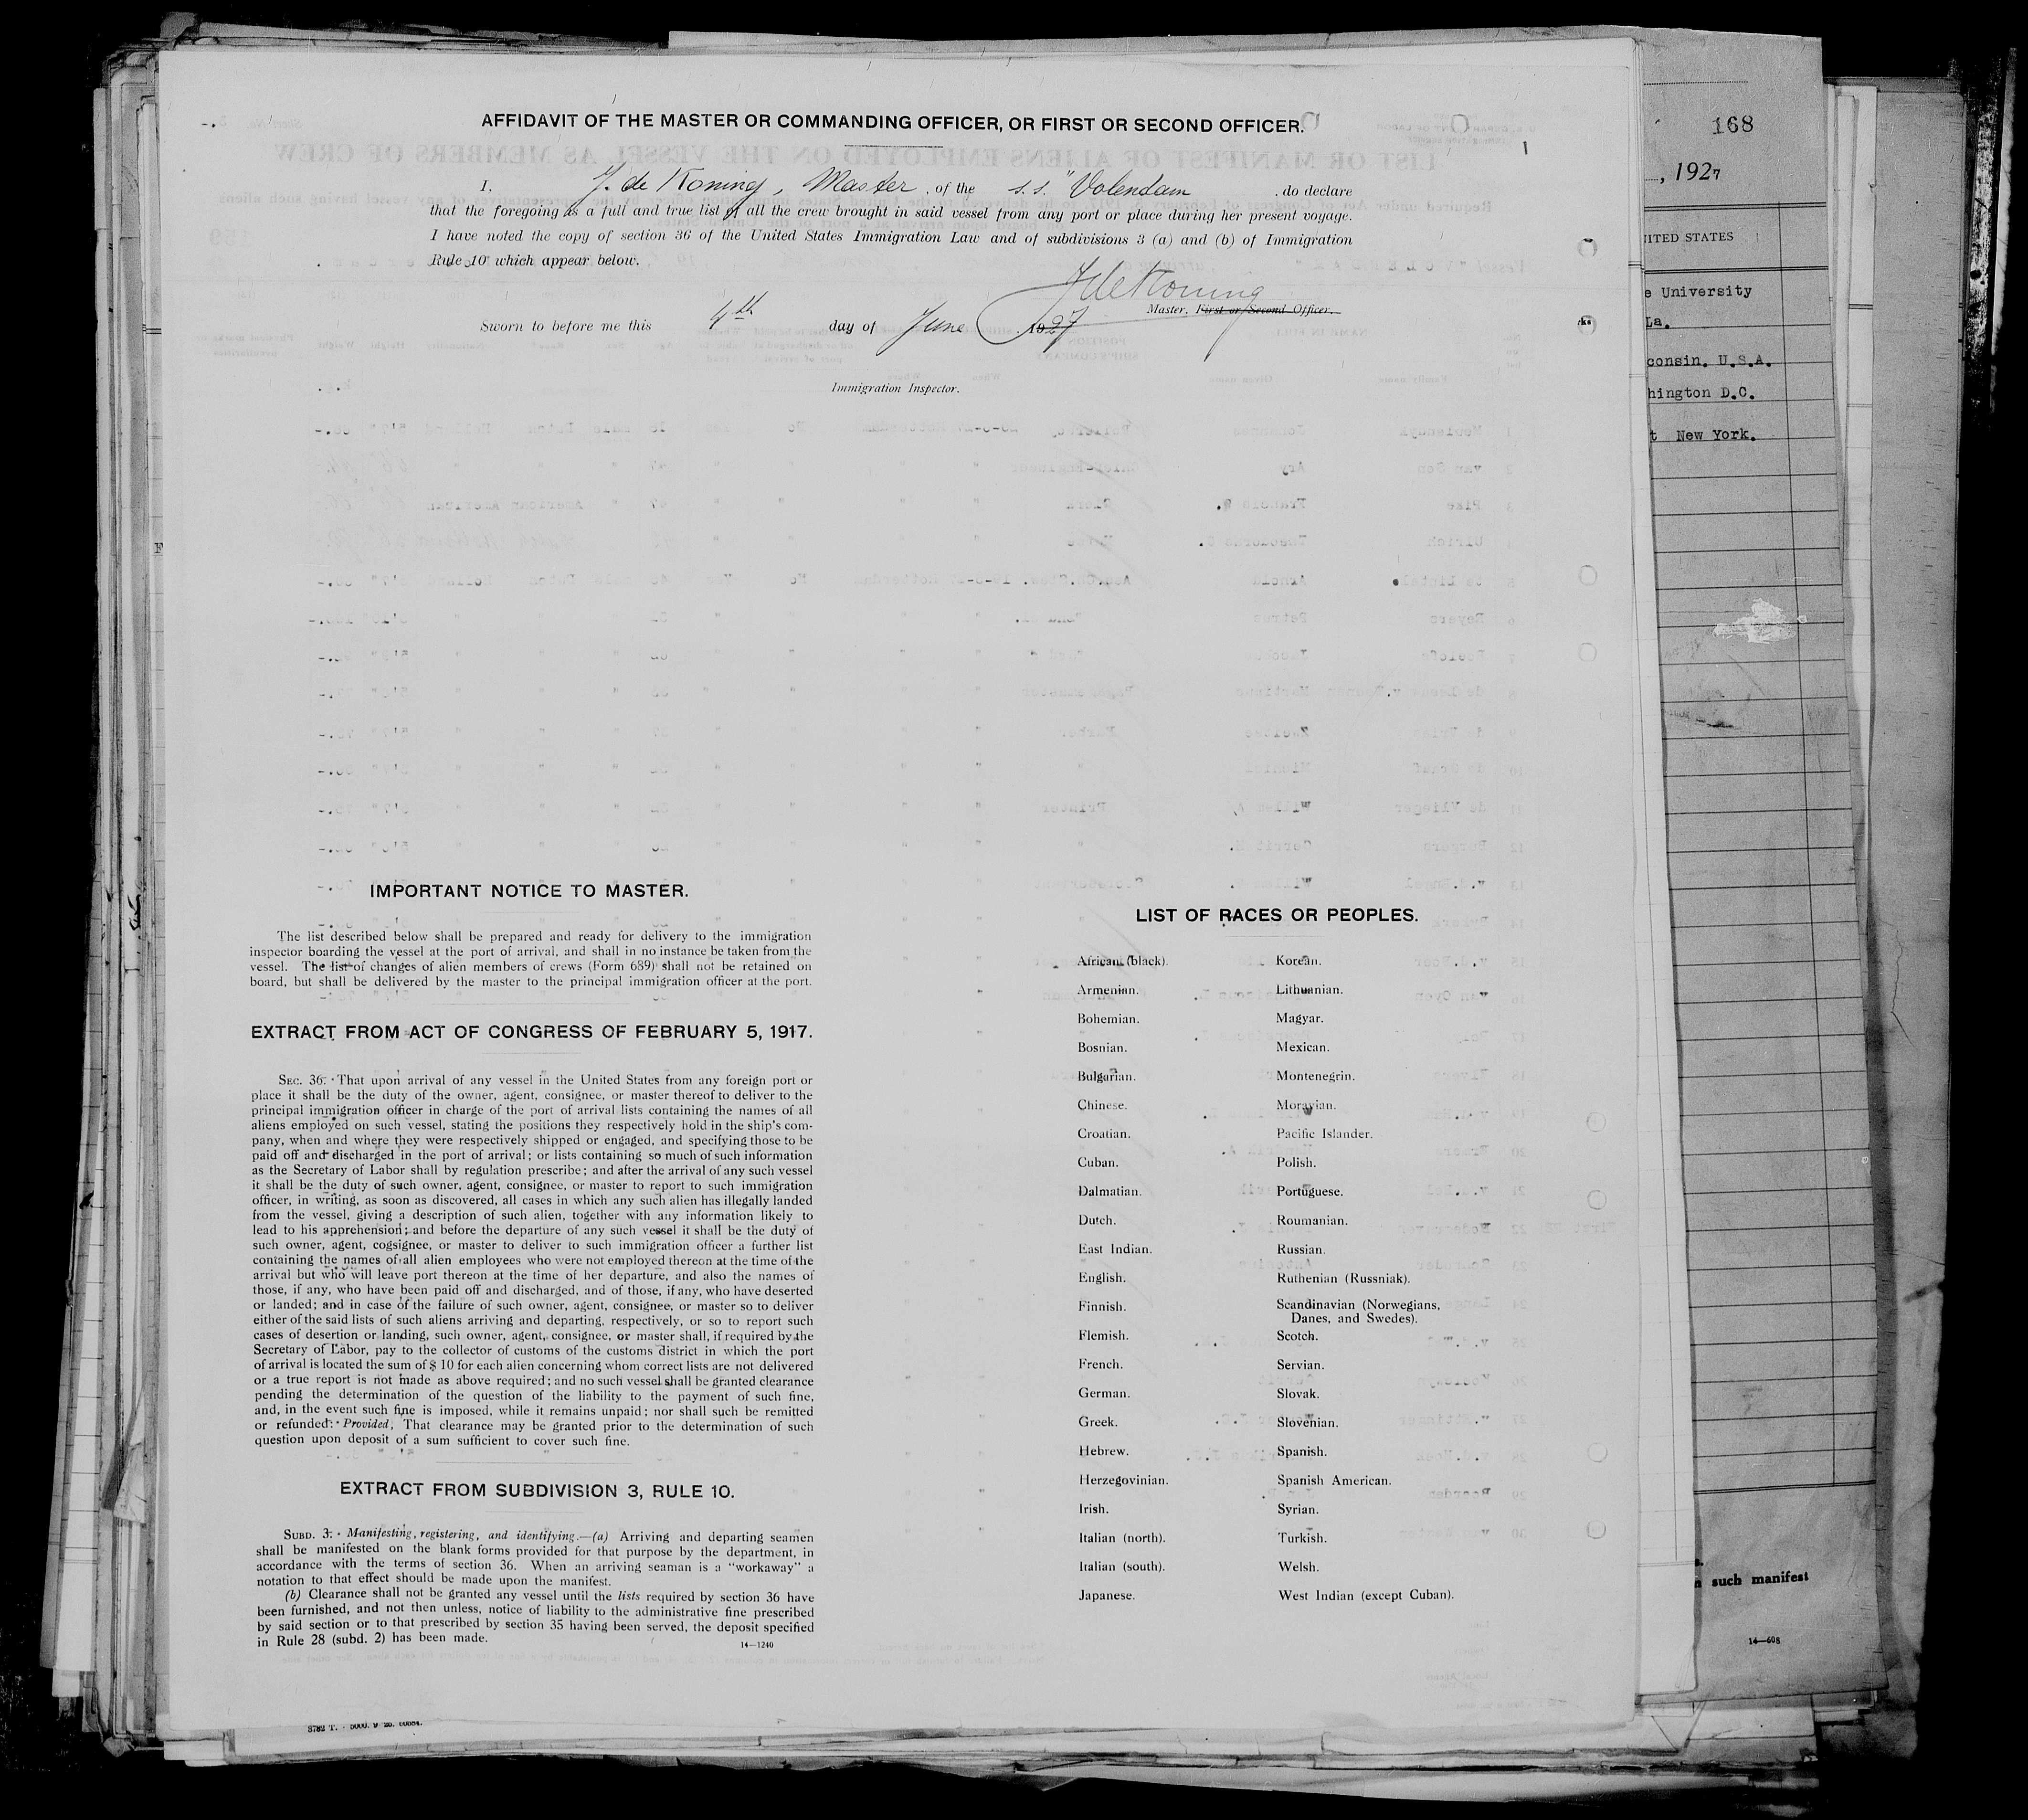 AFFIDAVIT OF THE MASTER OR COMMANDING OFFICER, OR FIRST OR SECOND OFFICER.
I, J. de Koning, Master, of the s.s. "Volendam, do declare
that the foregoing is a full and true list of all the crew brought in said vessel from any port or place during her present voyage.
I have noted the copy of section 36 of the United States Immigration Law and of subdivisions 3 (a) and (b) of Immigration
Rule 10 which appear below.
J de Koning
Master, First or Second Officer.
Sworn to before me this 4th day of June 1927
Immigration Inspector.
IMPORTANT NOTICE TO MASTER.
The list described below shall be prepared and ready for delivery to the immigration
inspector boarding the vessel at the port of arrival, and shall in no instance be taken from the
vessel. The list of changes of alien members of crews (Form 689) shall not be retained on
board, but shall be delivered by the master to the principal immigration officer at the port.
EXTRACT FROM ACT OF CONGRESS OF FEBRUARY 5, 1917.
SEC. 36. That upon arrival of any vessel in the United States from any foreign port or
place it shall be the duty of the owner, agent, consignee, or master thereof to deliver to the
principal immigration officer in charge of the port of arrival lists containing the names of all
aliens employed on such vessel, stating the positions they respectively hold in the ship's com-
pany, when and where they were respectively shipped or engaged, and specifying those to be
paid off and discharged in the port of arrival; or lists containing so much of such information
as the Secretary of Labor shall by regulation prescribe; and after the arrival of any such vessel
it shall be the duty of such owner, agent, consignee, or master to report to such immigration
officer, in writing, as soon as discovered, all cases in which any such alien has illegally landed
from the vessel, giving a description of such alien, together with any information likely to
lead to his apprehension; and before the departure of any such vessel it shall be the duty of
such owner, agent, cogsignee, or master to deliver to such immigration officer a further list
containing the names of all alien employees who were not employed thereon at the time of the
arrival but who will leave port thereon at the time of her departure, and also the names of
those, if any, who have been paid off and discharged, and of those, if any, who have deserted
or landed; and in case of the failure of such owner, agent, consignee, or master so to deliver
either of the said lists of such aliens arriving and departing, respectively, or so to report such
cases of desertion or landing, such owner, agent, consignee, or master shall, if required by the
Secretary of Labor, pay to the collector of customs of the customs district in which the port
of arrival is located the sum of $ 10 for each alien concerning whom correct lists are not delivered
or a true report is not made as above required; and no such vessel shall be granted clearance
pending the determination of the question of the liability to the payment of such fine,
and, in the event such fine is imposed, while it remains unpaid; nor shall such be remitted
or refunded: Provided, That clearance may be granted prior to the determination of such
question upon deposit of a sum sufficient to cover such fine.
EXTRACT FROM SUBDIVISION 3, RULE 10.
SUBD. 3. Manifesting, registering, and identifying.—(a) Arriving and departing seamen
shall be manifested on the blank forms provided for that purpose by the department, in
accordance with the terms of section 36. When an arriving seaman is a "workaway" a
notation to that effect should be made upon the manifest.
(b) Clearance shall not be granted any vessel until the lists required by section 36 have
been furnished, and not then unless, notice of liability to the administrative fine prescribed
by said section or to that prescribed by section 35 having been served, the deposit specified
in Rule 28 (subd. 2) has been made.
14—1240
LIST OF RACES OR PEOPLES.
African (black).
Armenian.
Bohemian.
Bosnian.
Bulgarian.
Chinese.
Croatian.
Cuban.
Dalmatian.
Dutch.
East Indian.
English.
Finnish.
Flemish.
French.
German.
Greek.
Hebrew.
Herzegovinian.
Irish.
Italian (north).
Italian (south).
Japanese.
Korean.
Lithuanian.
Magyar.
Mexican.
Montenegrin.
Moravian.
Pacific Islander.
Polish.
Portuguese.
Roumanian.
Russian.
Ruthenian (Russniak).
Scandinavian (Norwegians,
Danes, and Swedes).
Scotch.
Servian.
Slovak.
Slovenian.
Spanish.
Spanish American.
Syrian.
Turkish.
Welsh.
West Indian (except Cuban).
168
, 1927
ITED STATES
e University
La.
consin. U.S.A.
hington D.C.
t New York.
such manifest
14—608